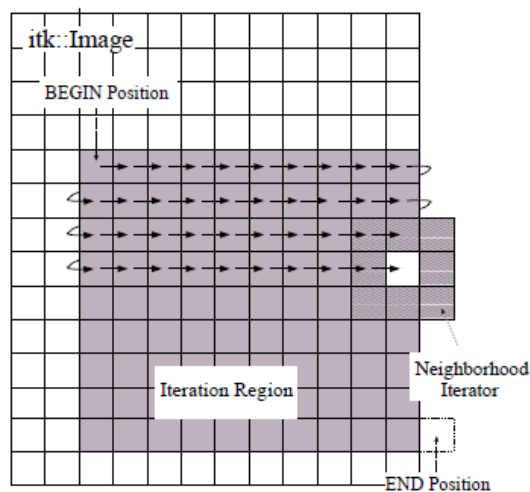 itk::Image
BEGIN Position
Neighborhood
Iterator
Iteration Region
END Position